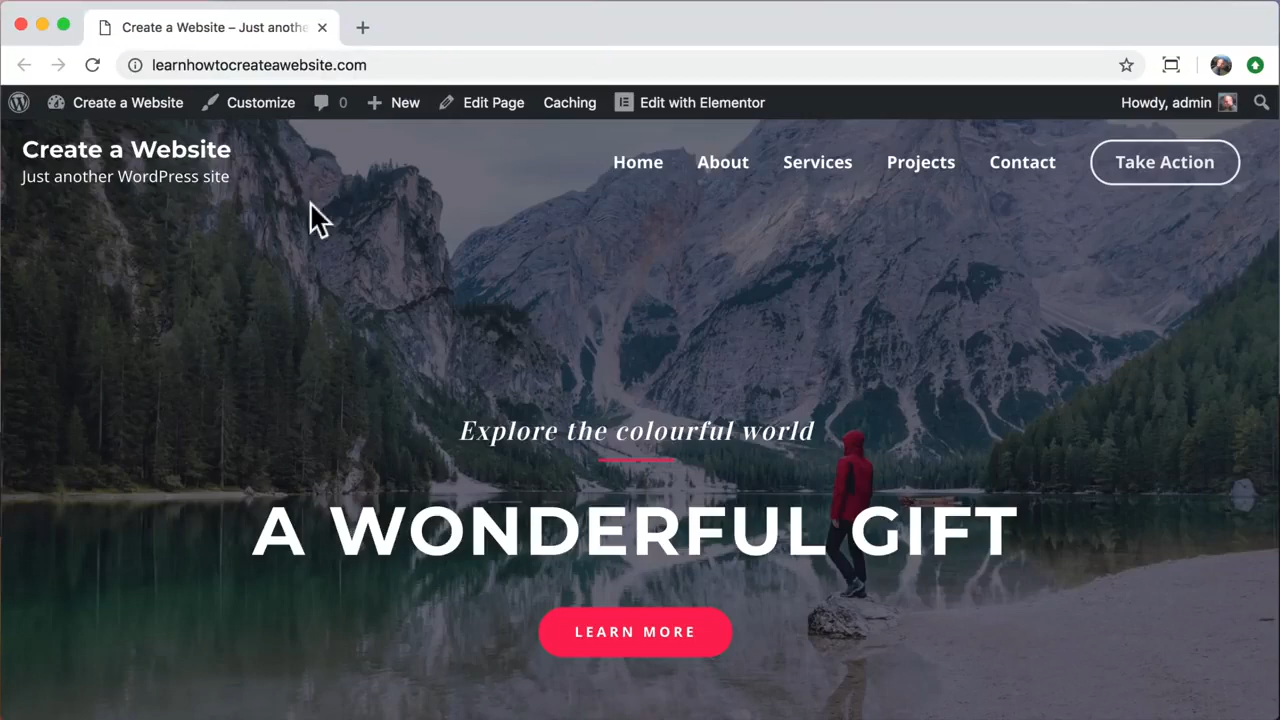 Create a Website – Just anothe
learnhowtocreateawebsite.com
Create a Website Customize 0 New Edit Page Caching Edit with Elementor Howdy, admin
Create a Website
Just another WordPress site
Home About Services Projects Contact Take Action
Explore the colourful world
A WONDERFUL GIFT
LEARN MORE